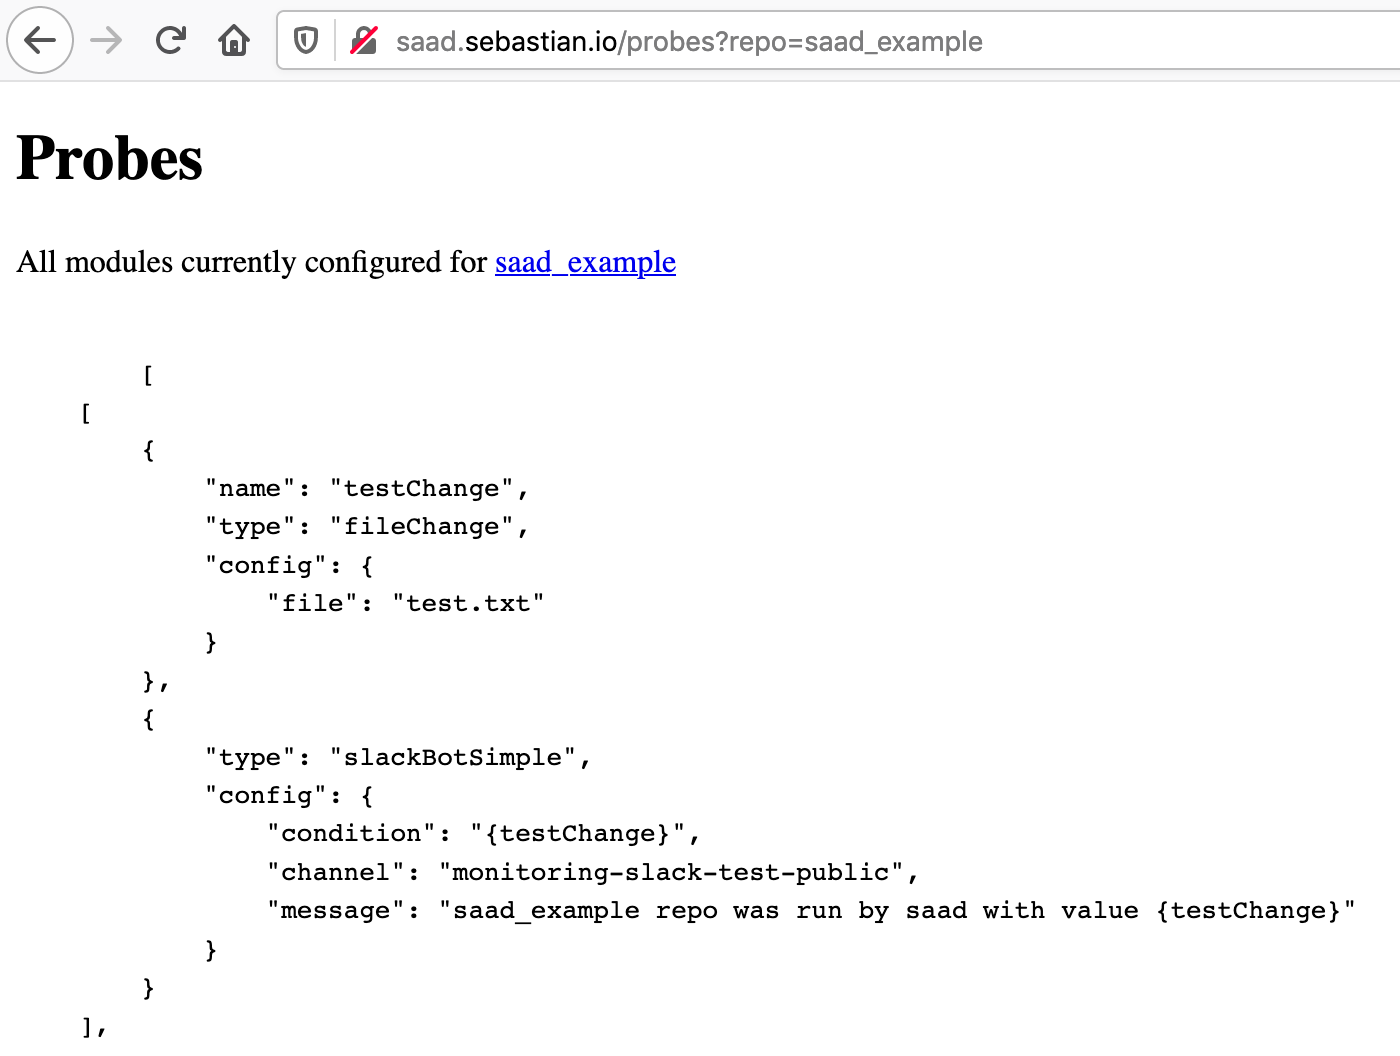 saad.sebastian.io/probes?repo=saad_example
Probes
All modules currently configured for saad_example
[
[
{
"name": "testChange",
"type": "fileChange",
"config": {
"file": "test.txt"
}
},
{
"type": "slackBotSimple",
"config": {
"condition": "{testChange}",
"channel": "monitoring-slack-test-public",
"message": "saad_example repo was run by saad with value {testChange}"
}
}
],